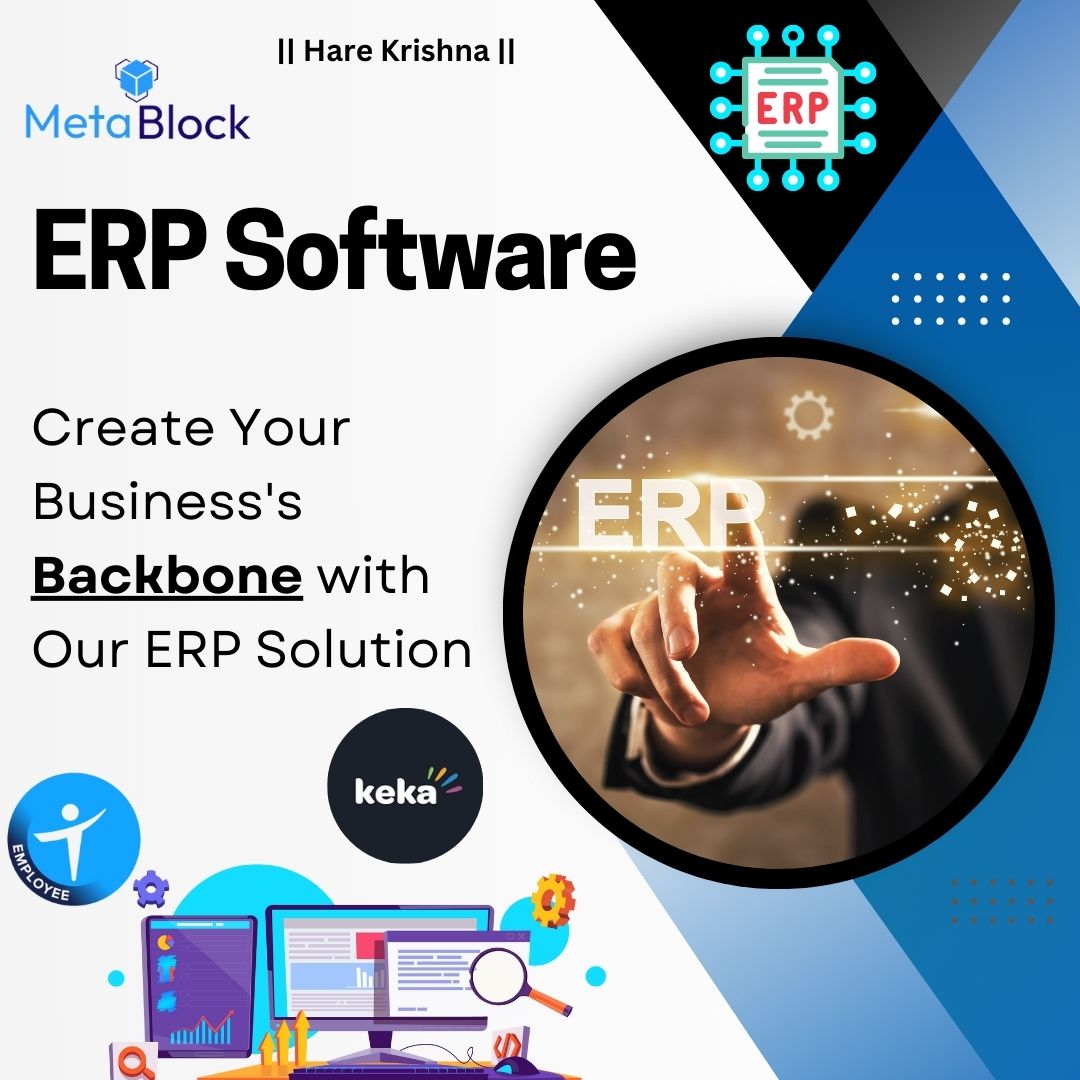 || Hare Krishna ||
MetaBlock
ERP
ERP Software
Create Your
Business's
Backbone with
Our ERP Solution
ERP
keka
EMPLOYEE